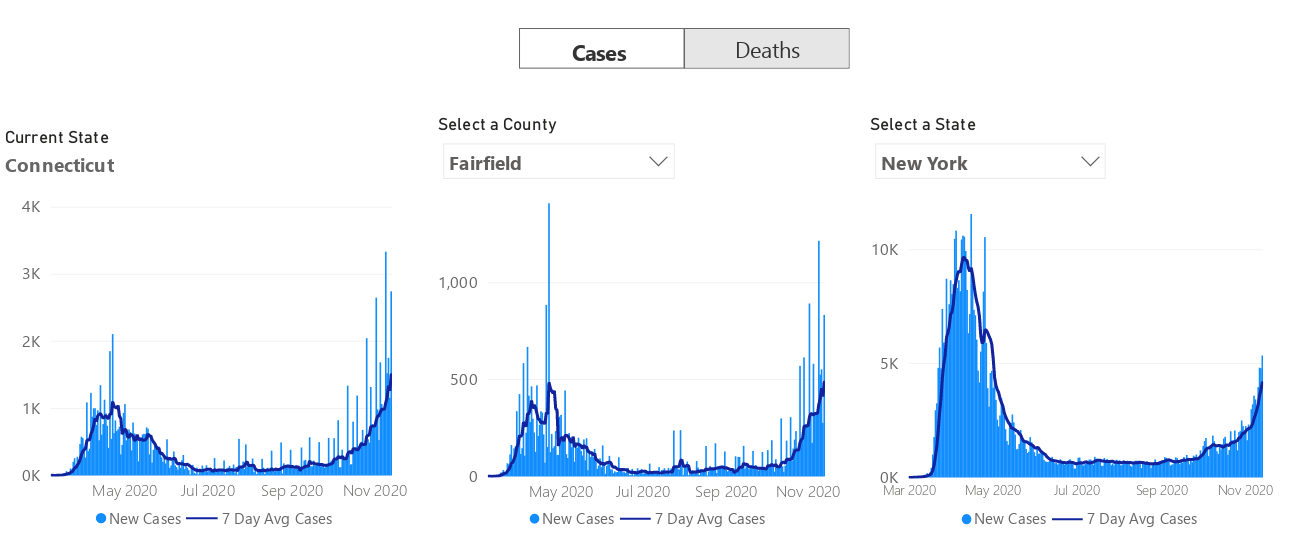 Cases
Deaths
Current State
Connecticut
4K
3K
2K
1K
0K
May 2020
Jul 2020
Sep 2020
Nov 2020
New Cases
7 Day Avg Cases
Select a County
Fairfield
1,000
500
0
May 2020
Jul 2020
Sep 2020
Nov 2020
New Cases
7 Day Avg Cases
Select a State
New York
10K
5K
0K
Mar 2020
May 2020
Jul 2020
Sep 2020
Nov 2020
New Cases
7 Day Avg Cases